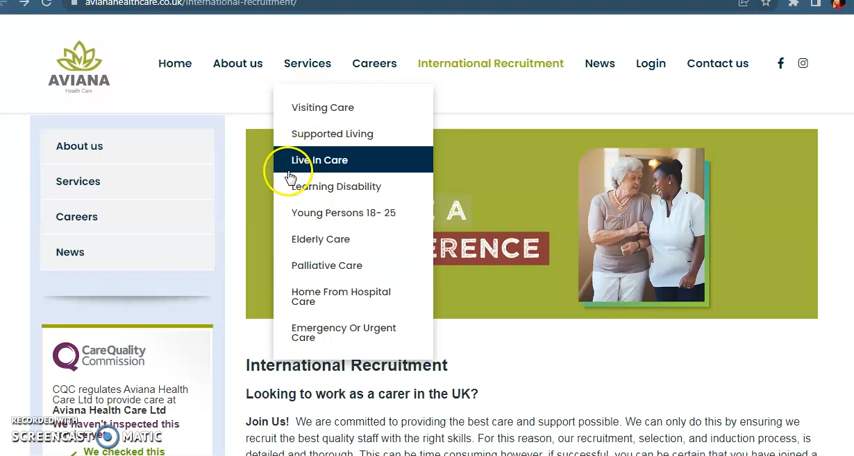 avianahealthcare.co.uk/international-recruitment/
AVIANA
Health Care
Home
About us
Services
Careers
International Recruitment
News
Login
Contact us
Visiting Care
Supported Living
Live In Care
Learning Disability
Young Persons 18- 25
Elderly Care
Palliative Care
Home From Hospital
Care
Emergency Or Urgent
Care
About us
Services
Careers
News
E A
ERENCE
CareQuality
Commission
CQC regulates Aviana Health
Care Ltd to provide care at
Aviana Health Care Ltd
We haven't inspected this
We checked this
RECORDED WITH
SCREENCAST MATIC
International Recruitment
Looking to work as a carer in the UK?
Join Us! We are committed to providing the best care and support possible. We can only do this by ensuring we
recruit the best quality staff with the right skills. For this reason, our recruitment, selection, and induction process, is
detailed and thorough. This can be time consuming however, if successful, you can be certain that you have joined a